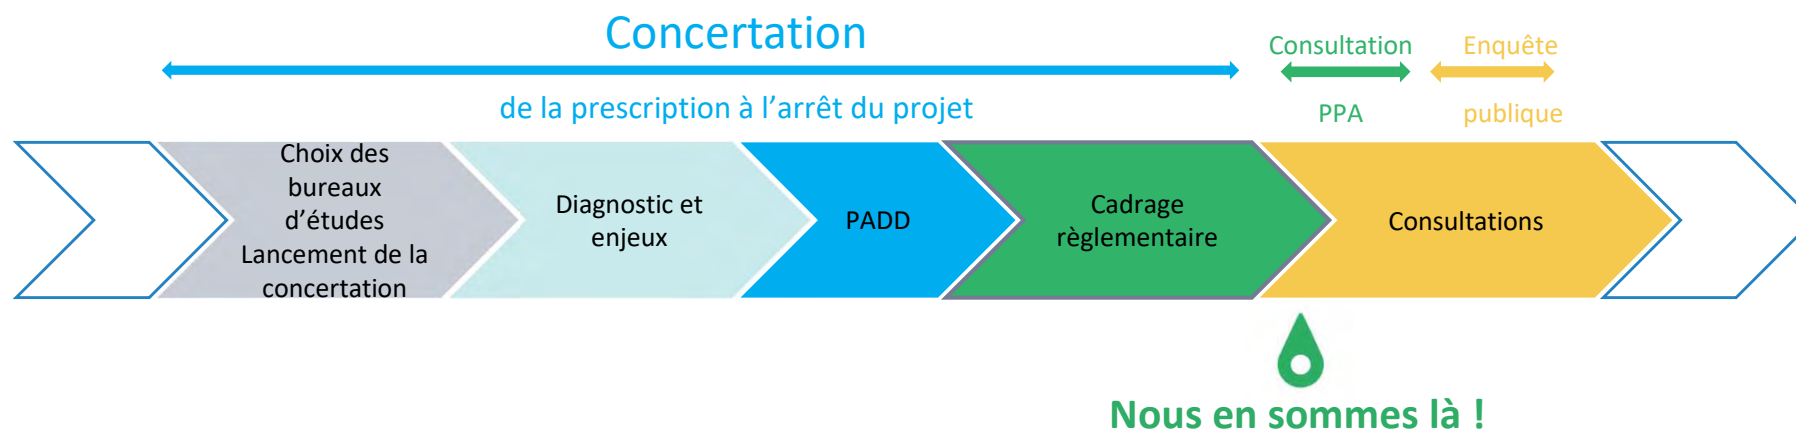 Concertation
de la prescription à l'arrêt du projet
Consultation
PPA
Enquête
publique
Choix des
bureaux
d'études
Lancement de la
concertation
Diagnostic et
enjeux
PADD
Cadrage
règlementaire
Consultations
Nous en sommes là !